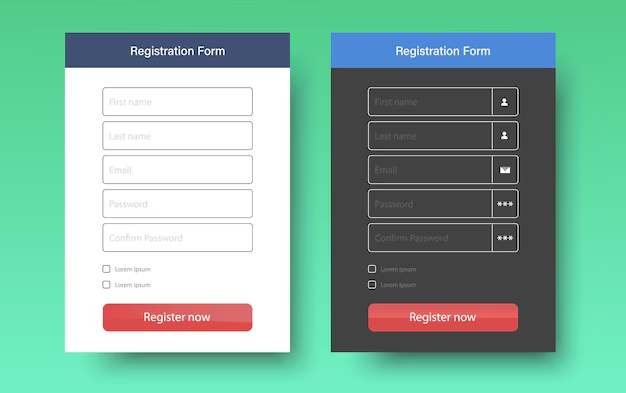 Registration Form
First name
Last name
Email
Password
Confirm Password
Lorem Ipsum
Lorem Ipsum
Register now
Registration Form
First name
Last name
Email
Password
***
Confirm Password
***
Lorem Ipsum
Lorem Ipsum
Register now